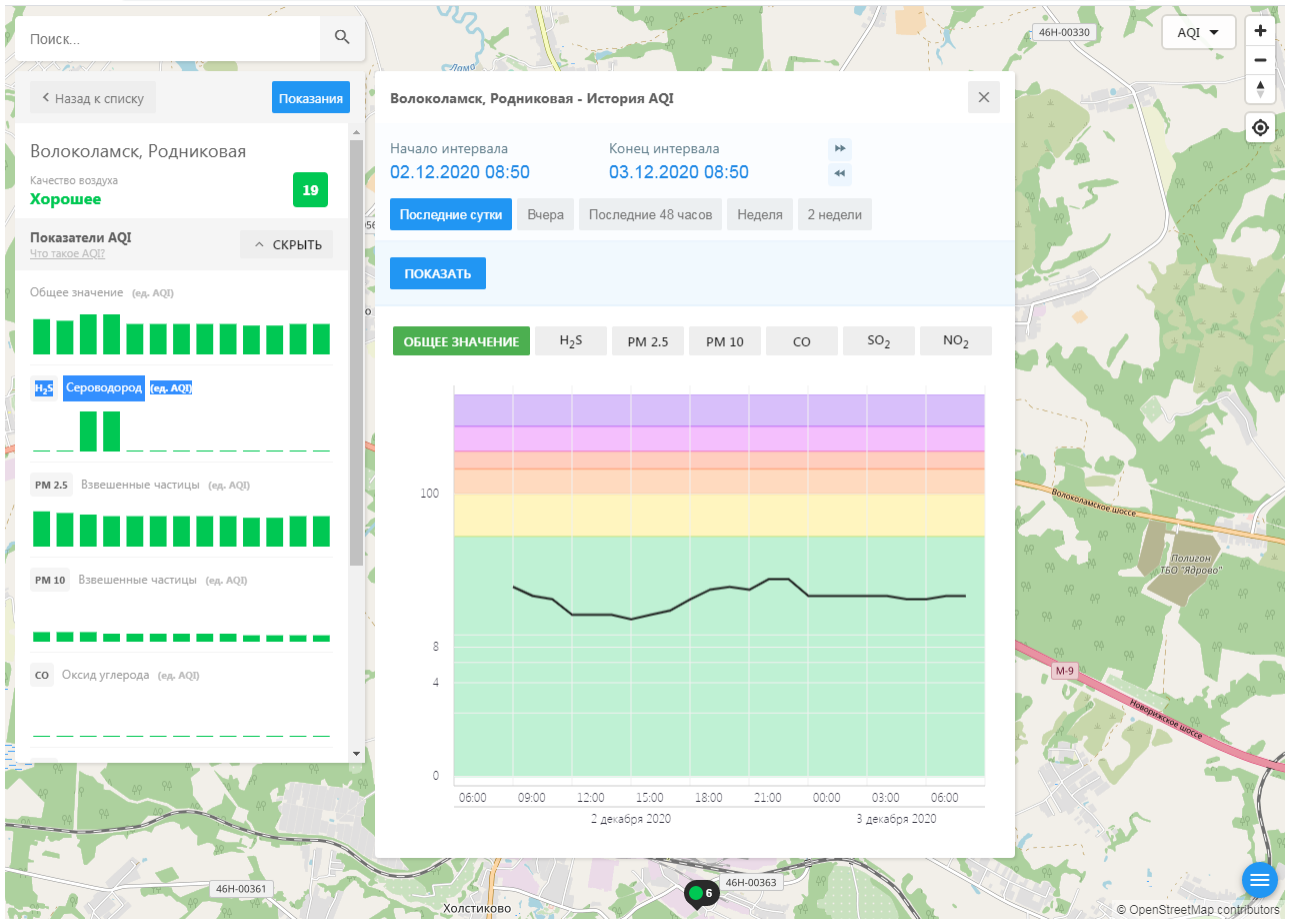 Поиск...
46Н-00330
AQI
Ламо
Назад к списку
Показания
Волоколамск, Родниковая
Качество воздуха
Хорошее
19
Показатели AQI
Что такое AQI?
СКРЫТЬ
Общее значение (ед. AQI)
H₂S Сероводород (ед. AQI)
PM 2.5 Взвешенные частицы (ед. AQI)
PM 10 Взвешенные частицы (ед. AQI)
CO Оксид углерода (ед. AQI)
Волоколамск, Родниковая - История AQI
Начало интервала
Конец интервала
02.12.2020 08:50
03.12.2020 08:50
Последние сутки
Вчера
Последние 48 часов
Неделя
2 недели
ПОКАЗАТЬ
ОБЩЕЕ ЗНАЧЕНИЕ
H₂S
PM 2.5
PM 10
CO
SO₂
NO₂
100
8
4
0
06:00 09:00 12:00 15:00 18:00 21:00 00:00 03:00 06:00
2 декабря 2020
3 декабря 2020
Волоколамское шоссе
Полигон
ТБО "Ядрово"
М-9
Новорижское шоссе
46Н-00361
6
46Н-00363
Холстиково
© OpenStreetMap contributors